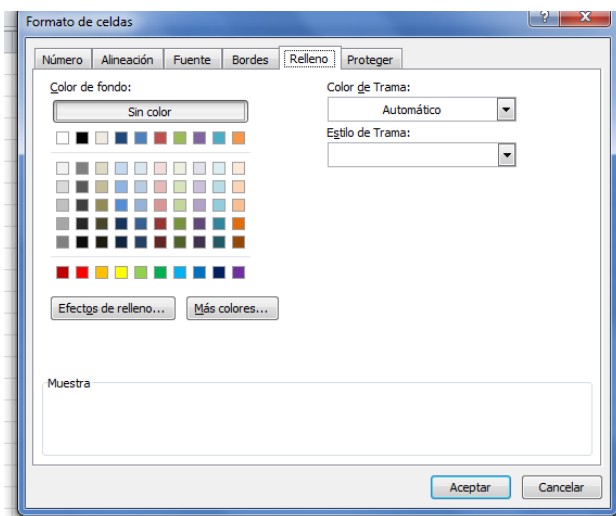 Formato de celdas
Número Alineación Fuente Bordes Relleno Proteger
Color de fondo:
Sin color
Efectos de relleno...
Más colores...
Color de Trama:
Automático
Estilo de Trama:
Muestra
Aceptar Cancelar